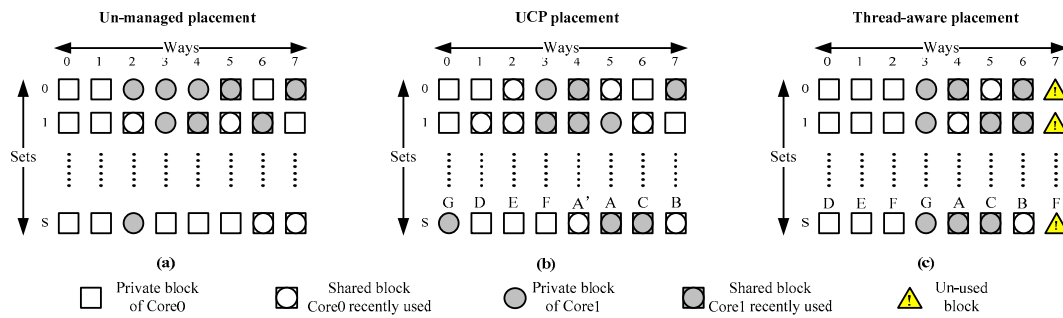 Un-managed placement
UCP placement
Thread-aware placement
Ways
Ways
Ways
0 1 2 3 4 5 6 7
0 1 2 3 4 5 6 7
0 1 2 3 4 5 6 7
0
0
0
!
1
1
1
!
Sets
Sets
Sets
G D E F A' A C B
D E F G A C B F
S
S
S
!
(a)
(b)
(c)
Private block
of Core0
Shared block
Core0 recently used
Private block
of Core1
Shared block
Core1 recently used
!
Un-used
block